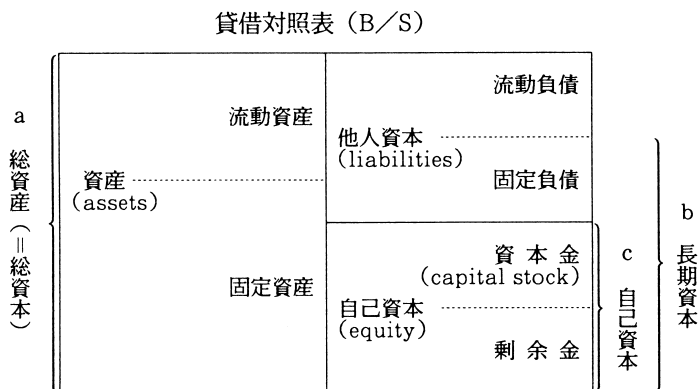 貸借対照表（B／S）
a 総資産（＝総資本）
資産
(assets)
流動資産
固定資産
他人資本
(liabilities)
流動負債
固定負債
自己資本
(equity)
資本金
(capital stock)
剰余金
c 自己資本
b 長期資本